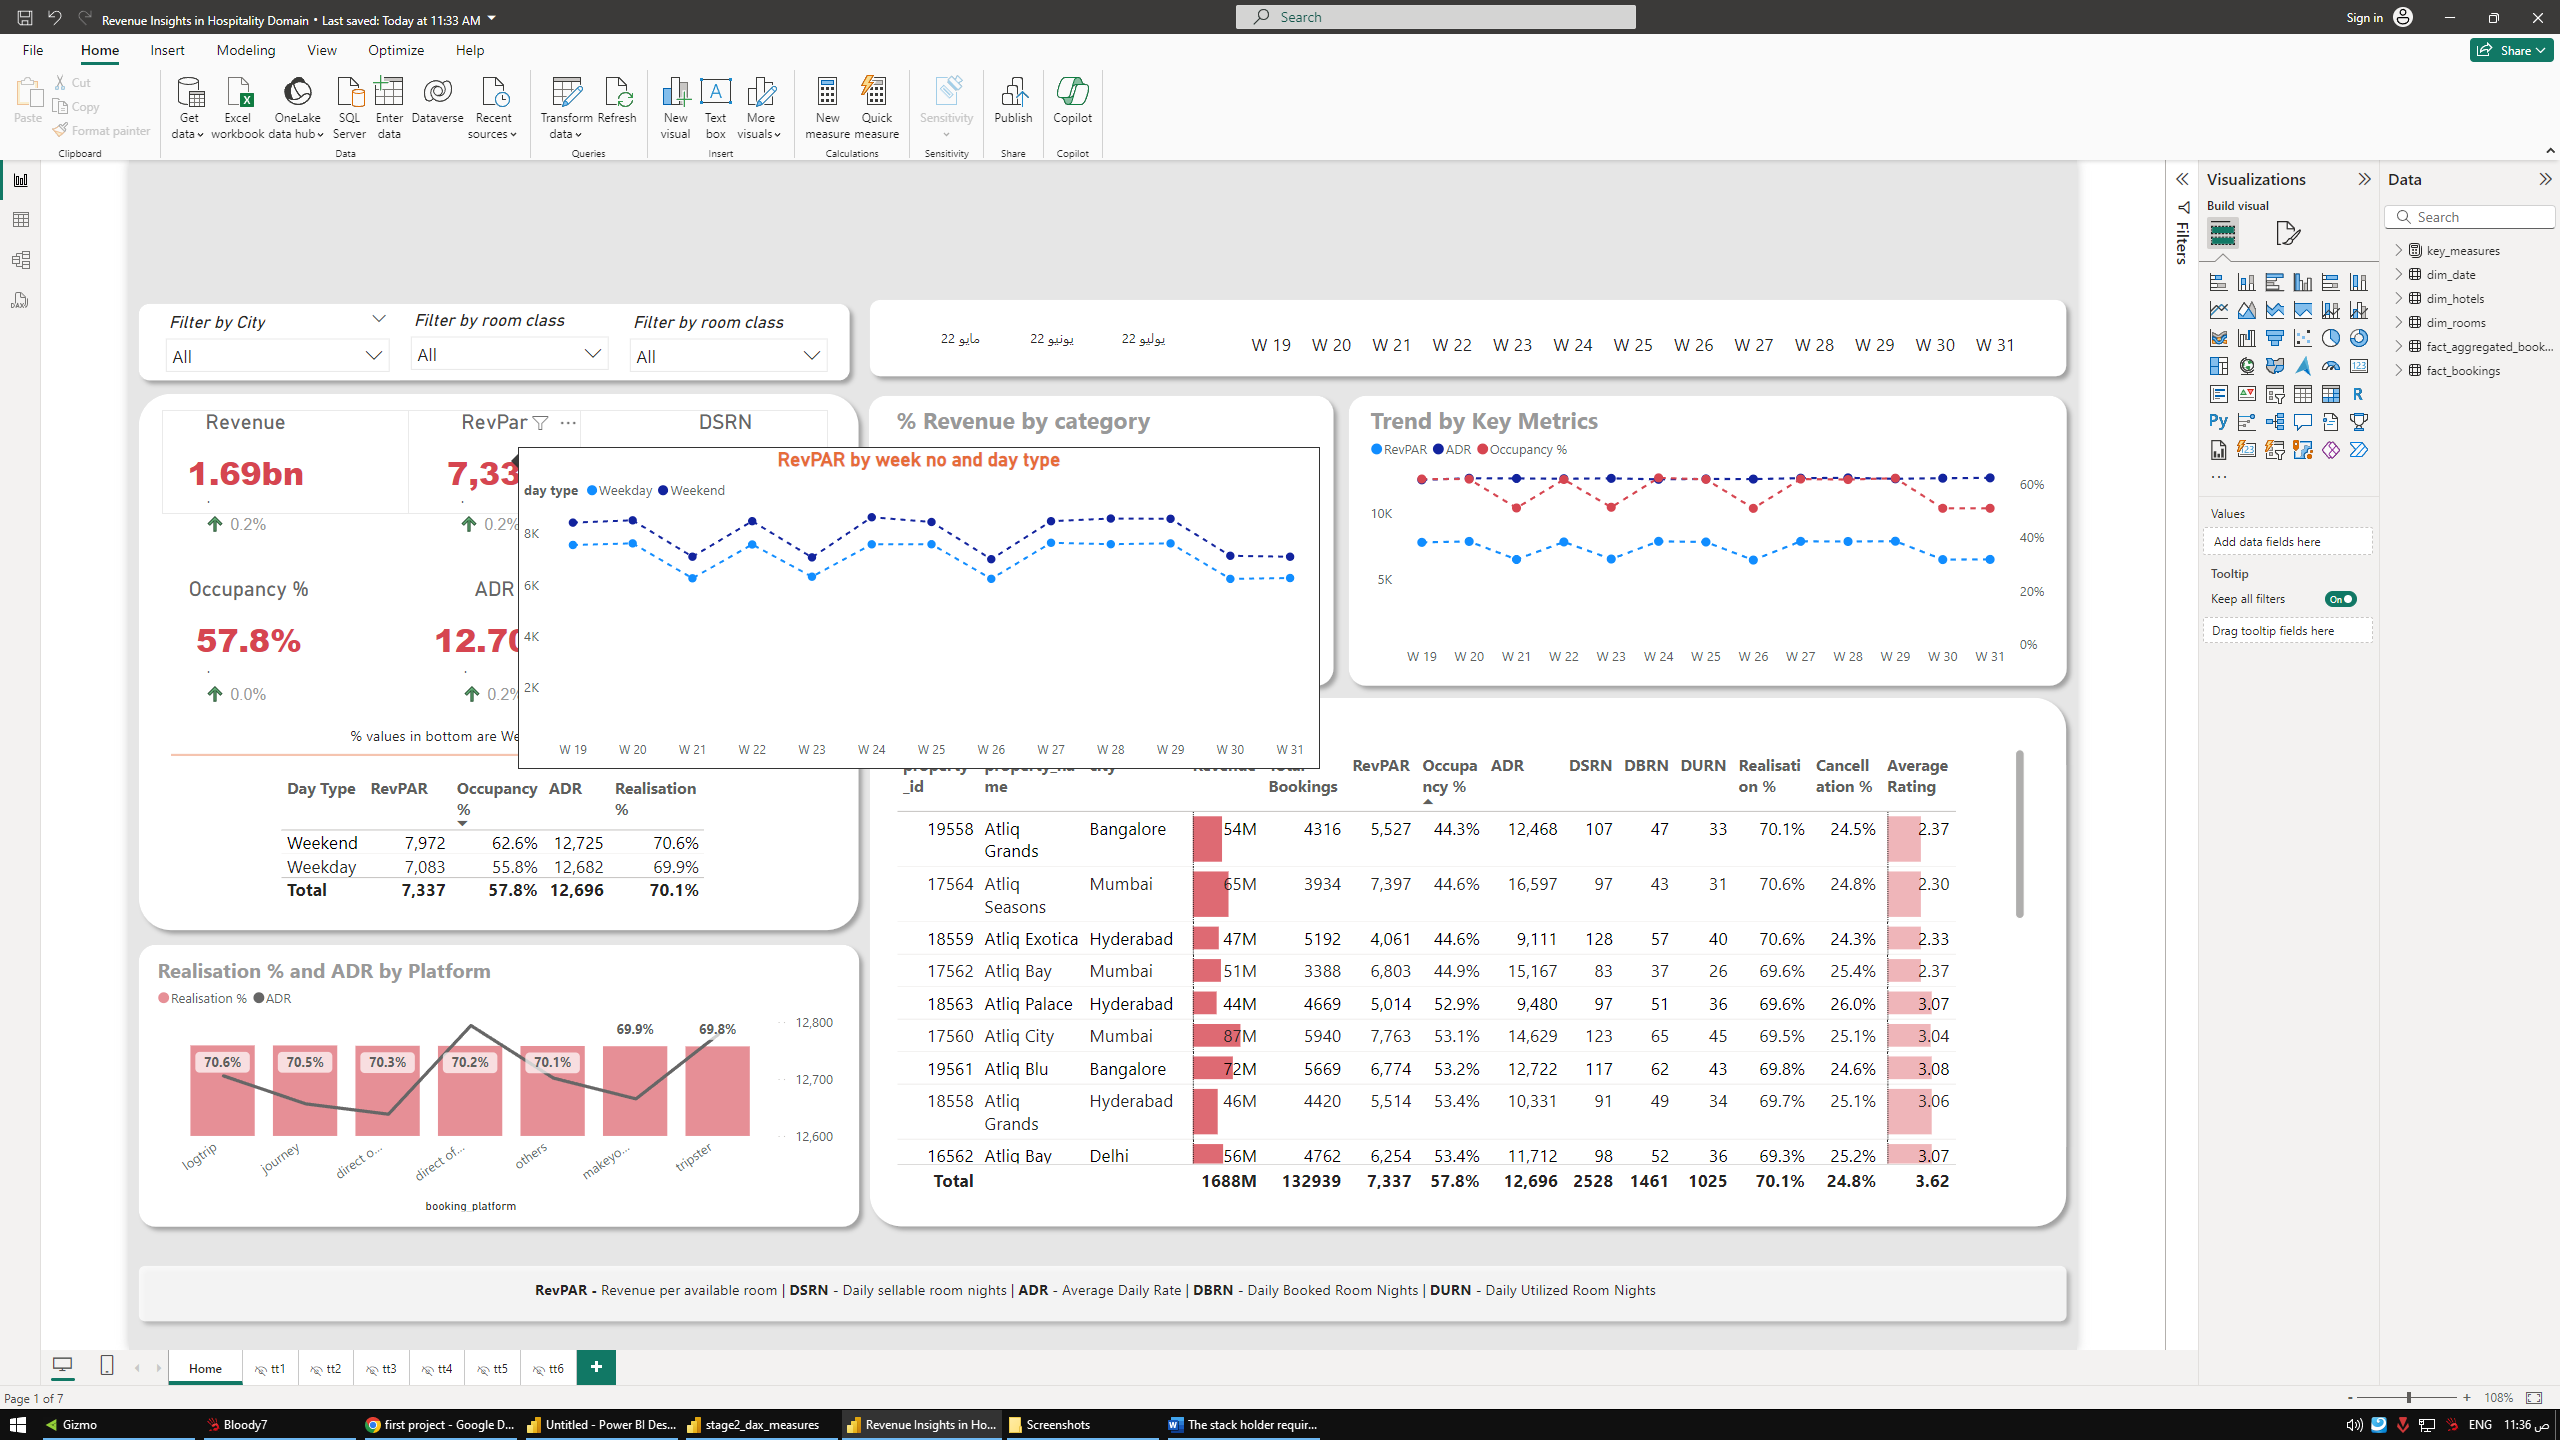 Revenue Insights in Hospitality Domain • Last saved: Today at 11:33 AM
Search
Sign in
File Home Insert Modeling View Optimize Help
Share
Paste
Cut
Copy
Format painter
Clipboard
Get data
Excel workbook
OneLake data hub
SQL Server
Enter data
Dataverse
Recent sources
Data
Transform data
Refresh
Queries
New visual
Text box
More visuals
Insert
New measure
Quick measure
Calculations
Sensitivity
Sensitivity
Publish
Share
Copilot
Copilot
Filter by City
All
Filter by room class
All
Filter by room class
All
مايو 22
يونيو 22
يوليو 22
W 19 W 20 W 21 W 22 W 23 W 24 W 25 W 26 W 27 W 28 W 29 W 30 W 31
Revenue
1.69bn
0.2%
RevPar
7,33
0.2%
DSRN
Occupancy %
57.8%
0.0%
ADR
12.70
0.2%
% values in bottom are We
RevPAR by week no and day type
day type Weekday Weekend
8K
6K
4K
2K
W 19 W 20 W 21 W 22 W 23 W 24 W 25 W 26 W 27 W 28 W 29 W 30 W 31
Day Type RevPAR Occupancy % ADR Realisation %
Weekend 7,972 62.6% 12,725 70.6%
Weekday 7,083 55.8% 12,682 69.9%
Total 7,337 57.8% 12,696 70.1%
% Revenue by category
Trend by Key Metrics
RevPAR ADR Occupancy %
10K
5K
60%
40%
20%
0%
W 19 W 20 W 21 W 22 W 23 W 24 W 25 W 26 W 27 W 28 W 29 W 30 W 31
Realisation % and ADR by Platform
Realisation % ADR
70.6% 70.5% 70.3% 70.2% 70.1% 69.9% 69.8%
12,800
12,700
12,600
logtrip journey direct o... direct of... others makeyo... tripster
booking_platform
property_id property_name city Revenue Total Bookings RevPAR Occupancy % ADR DSRN DBRN DURN Realisation % Cancellation % Average Rating
19558 Atliq Grands Bangalore 54M 4316 5,527 44.3% 12,468 107 47 33 70.1% 24.5% 2.37
17564 Atliq Seasons Mumbai 65M 3934 7,397 44.6% 16,597 97 43 31 70.6% 24.8% 2.30
18559 Atliq Exotica Hyderabad 47M 5192 4,061 44.6% 9,111 128 57 40 70.6% 24.3% 2.33
17562 Atliq Bay Mumbai 51M 3388 6,803 44.9% 15,167 83 37 26 69.6% 25.4% 2.37
18563 Atliq Palace Hyderabad 44M 4669 5,014 52.9% 9,480 97 51 36 69.6% 26.0% 3.07
17560 Atliq City Mumbai 87M 5940 7,763 53.1% 14,629 123 65 45 69.5% 25.1% 3.04
19561 Atliq Blu Bangalore 72M 5669 6,774 53.2% 12,722 117 62 43 69.8% 24.6% 3.08
18558 Atliq Grands Hyderabad 46M 4420 5,514 53.4% 10,331 91 49 34 69.7% 25.1% 3.06
16562 Atliq Bay Delhi 56M 4762 6,254 53.4% 11,712 98 52 36 69.3% 25.2% 3.07
Total 1688M 132939 7,337 57.8% 12,696 2528 1461 1025 70.1% 24.8% 3.62
RevPAR - Revenue per available room | DSRN - Daily sellable room nights | ADR - Average Daily Rate | DBRN - Daily Booked Room Nights | DURN - Daily Utilized Room Nights
Filters
Visualizations
Build visual
R
Py
123
Values
Add data fields here
Tooltip
Keep all filters On
Drag tooltip fields here
Data
Search
key_measures
dim_date
dim_hotels
dim_rooms
fact_aggregated_book...
fact_bookings
Home tt1 tt2 tt3 tt4 tt5 tt6
Page 1 of 7
108%
Gizmo
Bloody7
first project - Google D...
Untitled - Power BI Des...
stage2_dax_measures
Revenue Insights in Ho...
Screenshots
The stack holder requir...
ENG
11:36 ص